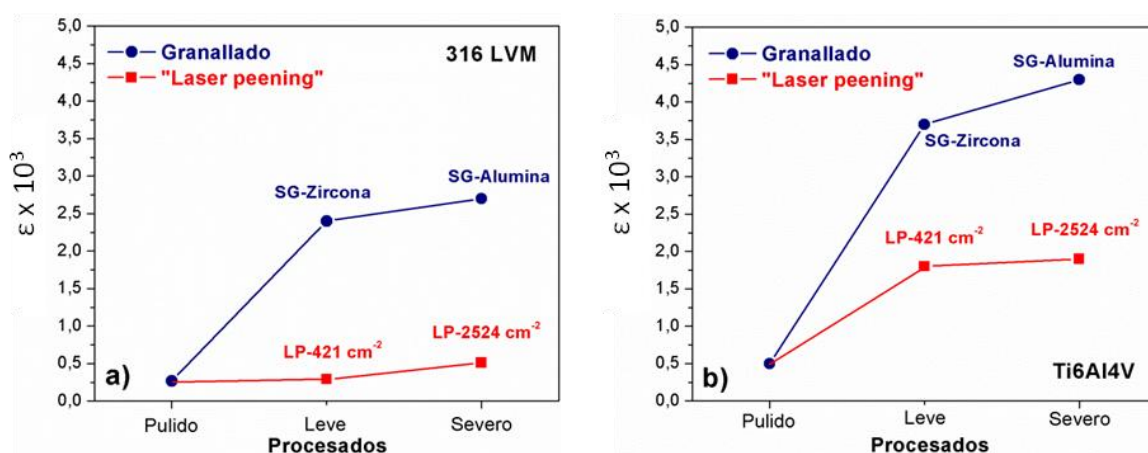 5,0
4,5
4,0
3,5
3,0
2,5
2,0
1,5
1,0
0,5
0,0
ε x 10³
Granallado
"Laser peening"
316 LVM
SG-Zircona
SG-Alumina
LP-421 cm⁻²
LP-2524 cm⁻²
a)
Pulido
Leve
Severo
Procesados
5,0
4,5
4,0
3,5
3,0
2,5
2,0
1,5
1,0
0,5
0,0
ε x 10³
Granallado
"Laser peening"
SG-Alumina
SG-Zircona
LP-421 cm⁻²
LP-2524 cm⁻²
b)
Ti6Al4V
Pulido
Leve
Severo
Procesados